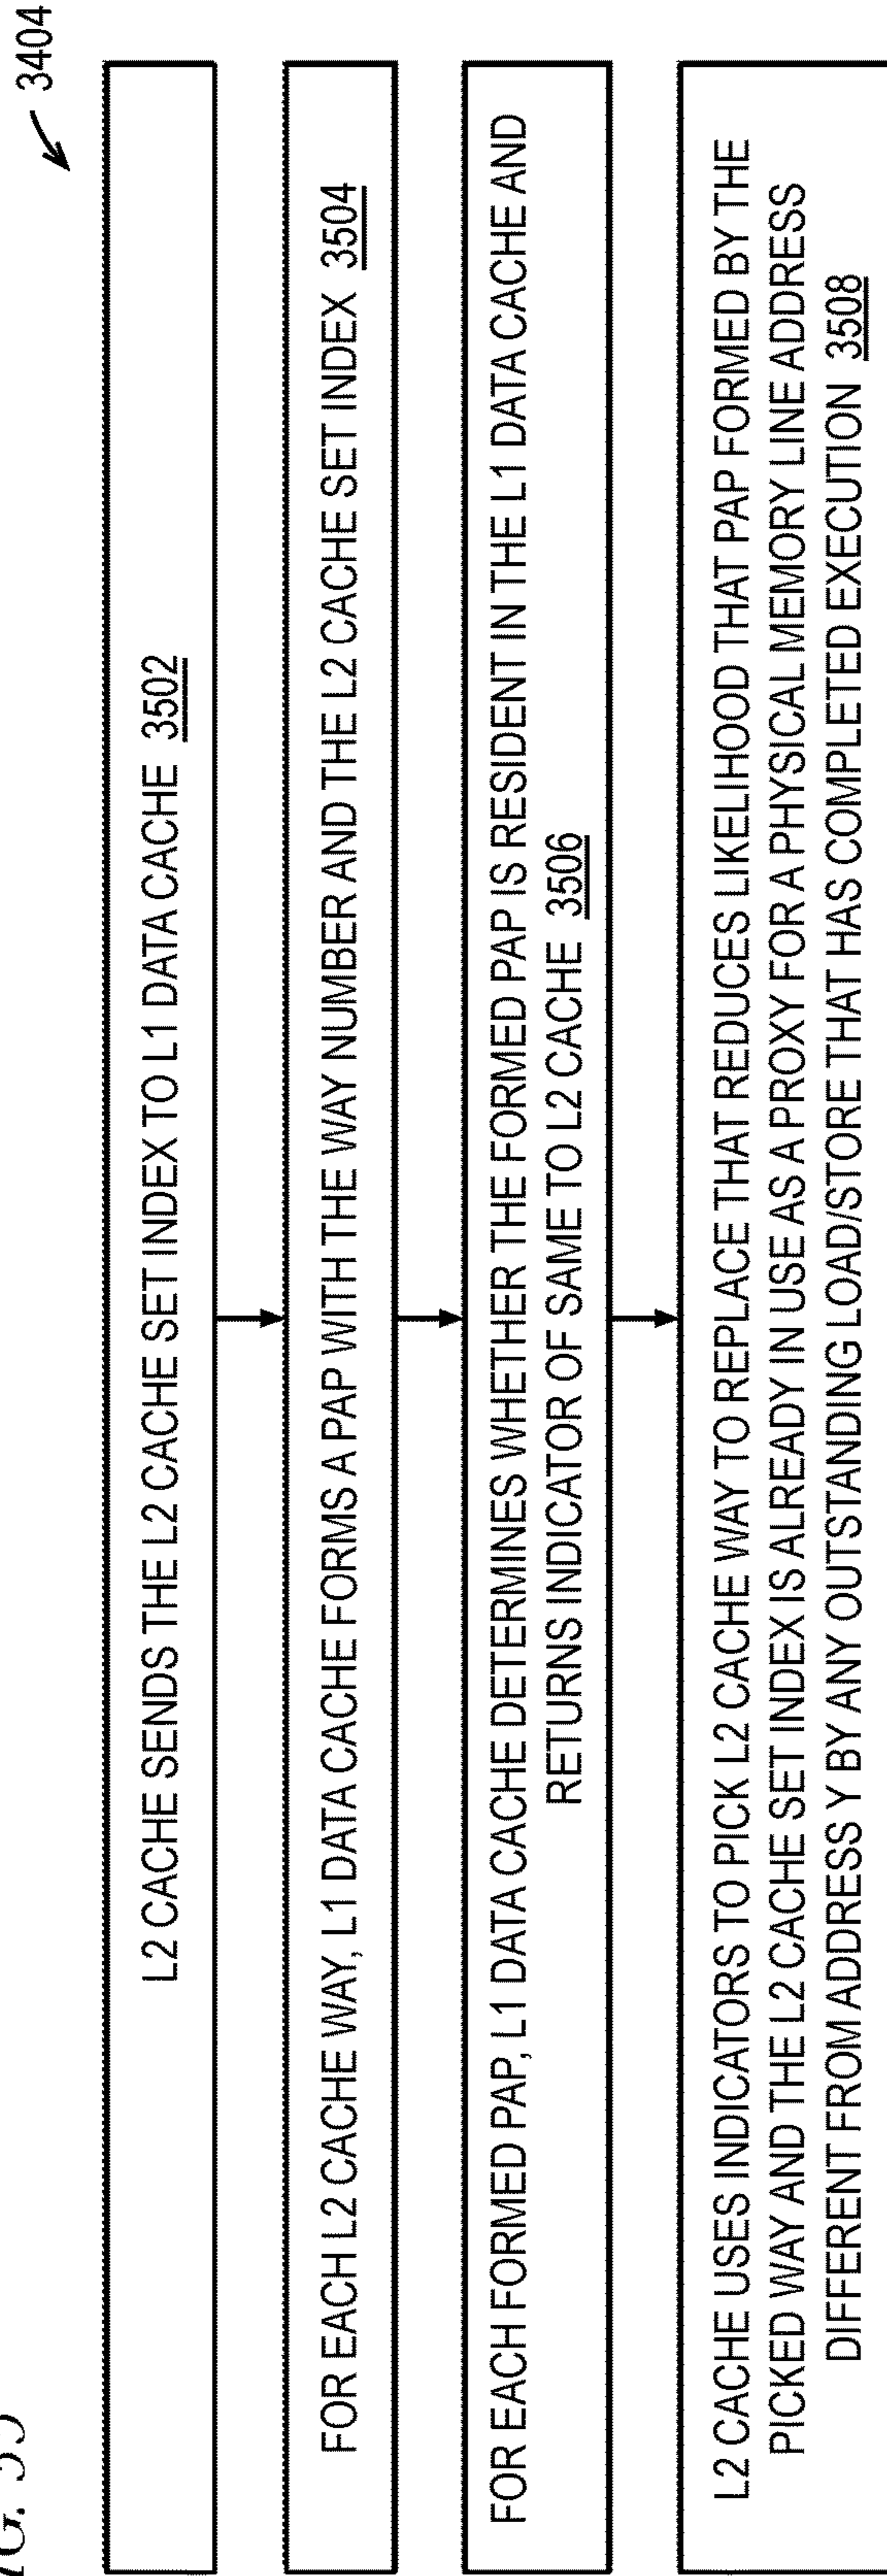 3404
L2 CACHE SENDS THE L2 CACHE SET INDEX TO L1 DATA CACHE 3502
FOR EACH L2 CACHE WAY, L1 DATA CACHE FORMS A PAP WITH THE WAY NUMBER AND THE L2 CACHE SET INDEX 3504
FOR EACH FORMED PAP, L1 DATA CACHE DETERMINES WHETHER THE FORMED PAP IS RESIDENT IN THE L1 DATA CACHE AND
RETURNS INDICATOR OF SAME TO L2 CACHE 3506
L2 CACHE USES INDICATORS TO PICK L2 CACHE WAY TO REPLACE THAT REDUCES LIKELIHOOD THAT PAP FORMED BY THE
PICKED WAY AND THE L2 CACHE SET INDEX IS ALREADY IN USE AS A PROXY FOR A PHYSICAL MEMORY LINE ADDRESS
DIFFERENT FROM ADDRESS Y BY ANY OUTSTANDING LOAD/STORE THAT HAS COMPLETED EXECUTION 3508